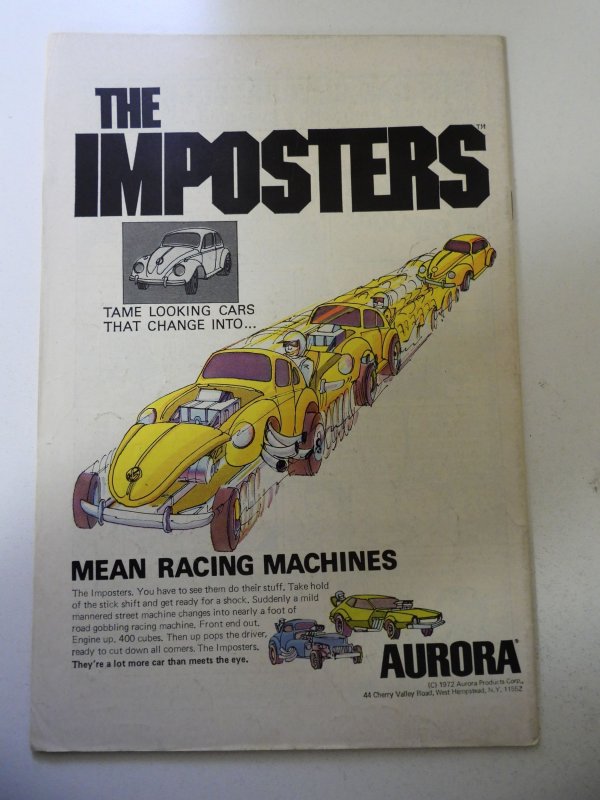 THE
IMPOSTERS™
TAME LOOKING CARS
THAT CHANGE INTO...
MEAN RACING MACHINES
The Imposters. You have to see them do their stuff. Take hold
of the stick shift and get ready for a shock. Suddenly a mild
mannered street machine changes into nearly a foot of
road gobbling racing machine. Front end out.
Engine up, 400 cubes. Then up pops the driver,
ready to cut down all comers. The Imposters.
They're a lot more car than meets the eye.
AURORA®
(C) 1972 Aurora Products Corp.,
44 Cherry Valley Road, West Hempstead, N.Y. 11552